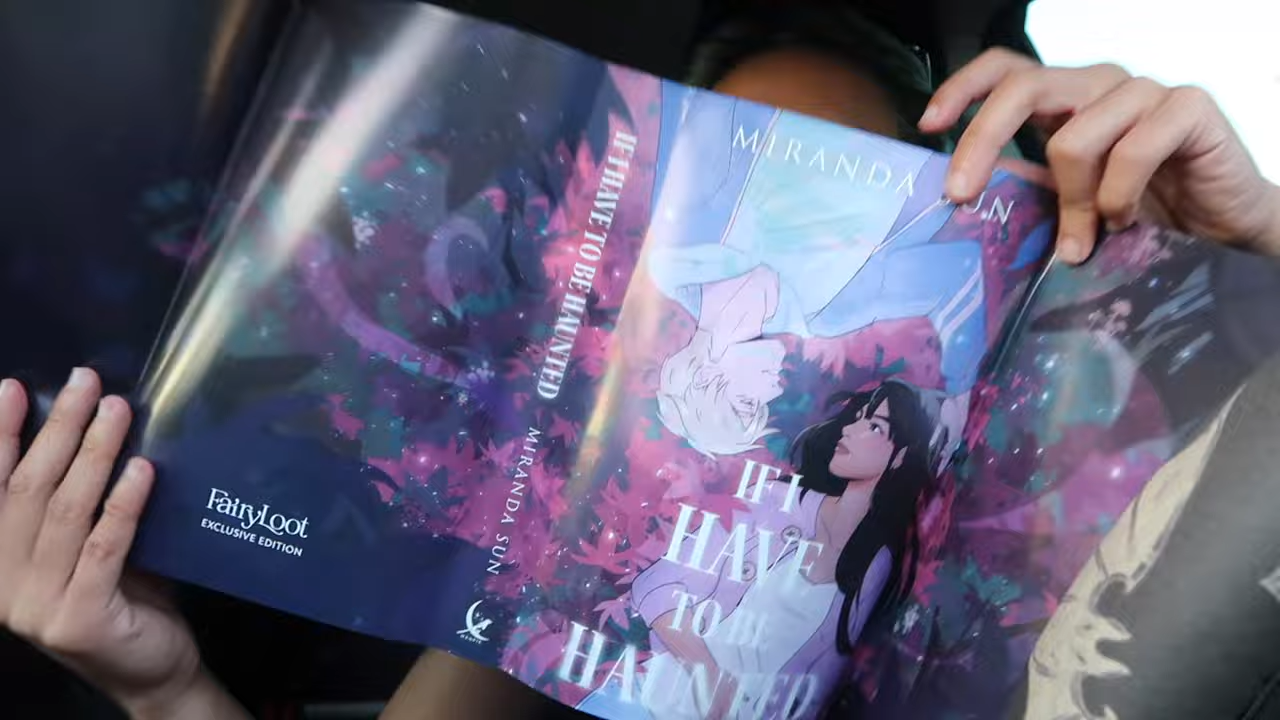 FairyLoot
EXCLUSIVE EDITION
IF I HAVE TO BE HAUNTED
MIRANDA SUN
MIRANDA SUN
IF I
HAVE
TO BE
HAUNTED